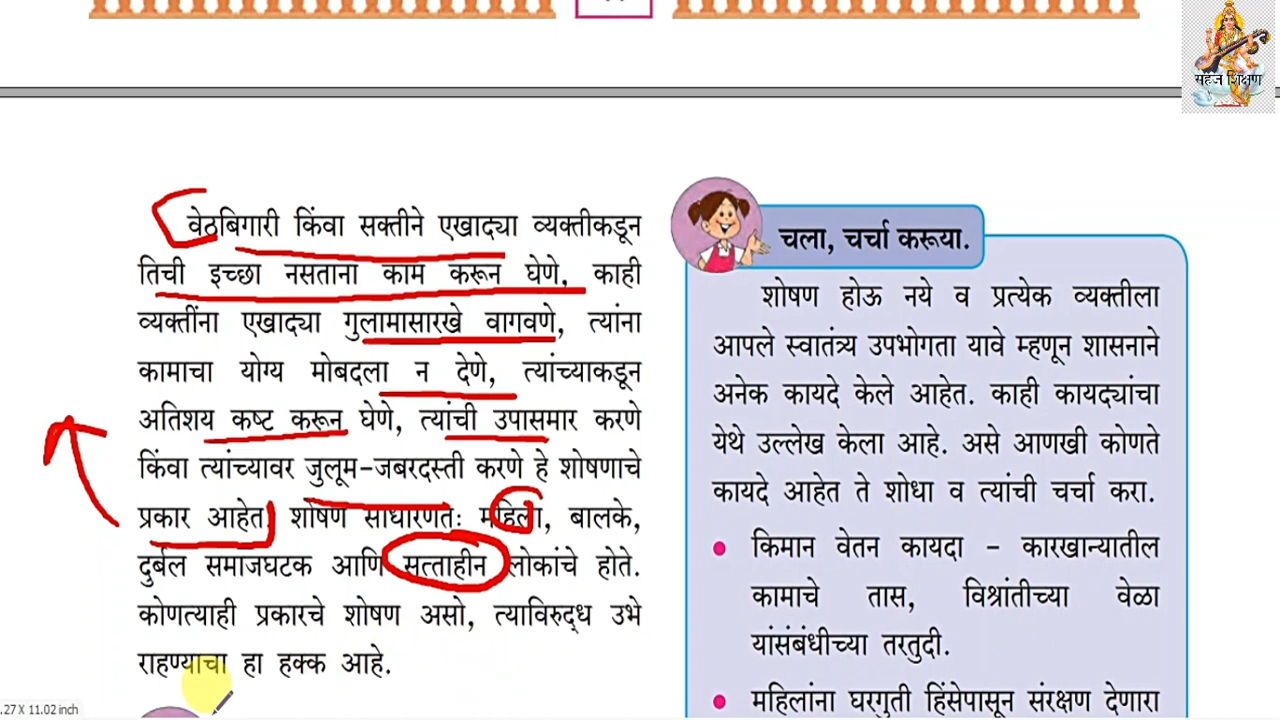 सहज शिक्षण
वेठबिगारी किंवा सक्तीने एखाद्या व्यक्तीकडून
तिची इच्छा नसताना काम करून घेणे, काही
व्यक्तींना एखाद्या गुलामासारखे वागवणे, त्यांना
कामाचा योग्य मोबदला न देणे, त्यांच्याकडून
अतिशय कष्ट करून घेणे, त्यांची उपासमार करणे
किंवा त्यांच्यावर जुलूम-जबरदस्ती करणे हे शोषणाचे
प्रकार आहेत. शोषण साधारणतः महिला, बालके,
दुर्बल समाजघटक आणि सत्ताहीन लोकांचे होते.
कोणत्याही प्रकारचे शोषण असो, त्याविरुद्ध उभे
राहण्याचा हा हक्क आहे.
चला, चर्चा करूया.
शोषण होऊ नये व प्रत्येक व्यक्तीला
आपले स्वातंत्र्य उपभोगता यावे म्हणून शासनाने
अनेक कायदे केले आहेत. काही कायद्यांचा
येथे उल्लेख केला आहे. असे आणखी कोणते
कायदे आहेत ते शोधा व त्यांची चर्चा करा.
• किमान वेतन कायदा - कारखान्यातील
कामाचे तास, विश्रांतीच्या वेळा
यांसंबंधीच्या तरतुदी.
• महिलांना घरगुती हिंसेपासून संरक्षण देणारा
.27 X 11.02 inch